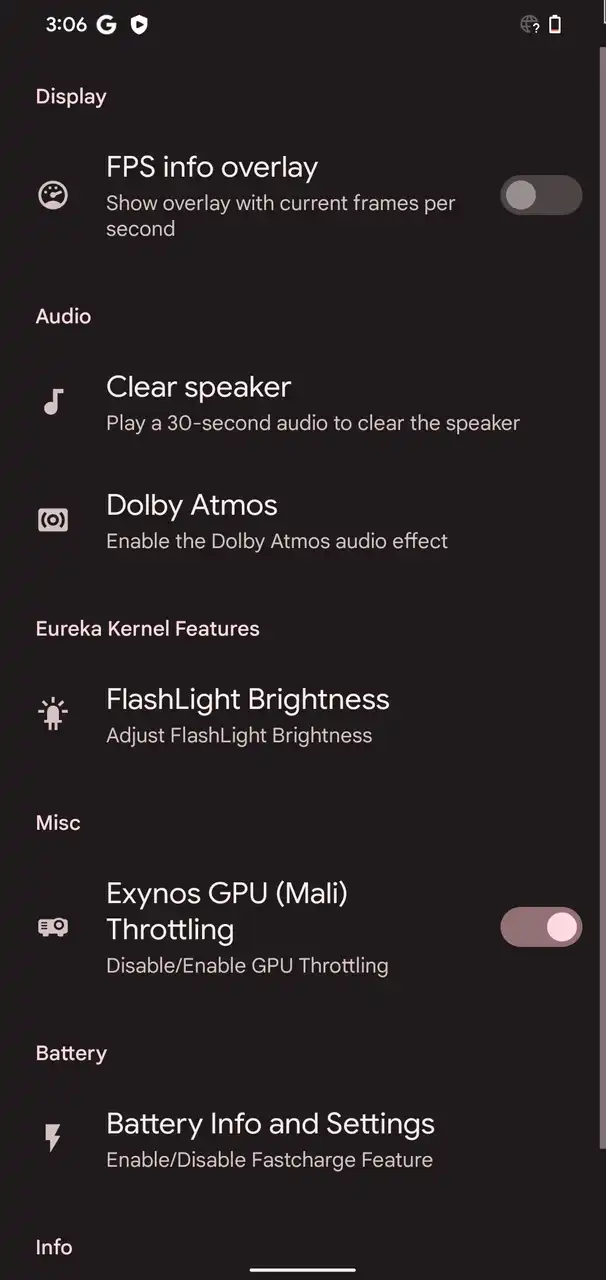 3:06
Display
FPS info overlay
Show overlay with current frames per
second
Audio
Clear speaker
Play a 30-second audio to clear the speaker
Dolby Atmos
Enable the Dolby Atmos audio effect
Eureka Kernel Features
FlashLight Brightness
Adjust FlashLight Brightness
Misc
Exynos GPU (Mali)
Throttling
Disable/Enable GPU Throttling
Battery
Battery Info and Settings
Enable/Disable Fastcharge Feature
Info